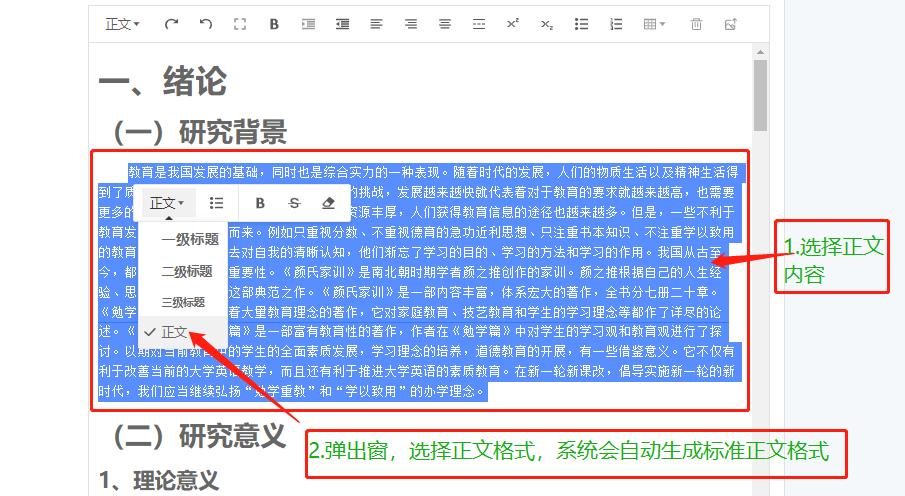 正文
一、绪论
（一）研究背景
教育是我国发展的基础，同时也是综合实力的一种表现。随着时代的发展，人们的物质生活以及精神生活得
到了质 的挑战，发展越来越快就代表着对于教育的要求就越来越高，也需要
更多的 资源丰厚，人们获得教育信息的途径也越来越多。但是，一些不利于
教育发 而来。例如只重视分数、不重视德育的急功近利思想、只注重书本知识、不注重学以致用
的教育 去对自我的清晰认知，他们渐忘了学习的目的、学习的方法和学习的作用。我国从古至
今，都 重要性。《颜氏家训》是南北朝时期学者颜之推创作的家训。颜之推根据自己的人生经
验、思 这部典范之作。《颜氏家训》是一部内容丰富，体系宏大的著作，全书分七册二十章。
《勉学 着大量教育理念的著作，它对家庭教育、技艺教育和学生的学习理念等都作了详尽的论
述。《 篇》是一部富有教育性的著作，作者在《勉学篇》中对学生的学习观和教育观进行了探
讨。以期对当前教育 的学生的全面素质发展，学习理念的培养，道德教育的开展，有一些借鉴意义。它不仅有
利于改善当前的大学英语教学，而且还有利于推进大学英语的素质教育。在新一轮新课改，倡导实施新一轮的新
时代，我们应当继续弘扬“勉学重教”和“学以致用”的办学理念。
正文
一级标题
二级标题
三级标题
正文
1.选择正文
内容
（二）研究意义
2.弹出窗，选择正文格式，系统会自动生成标准正文格式
1、理论意义